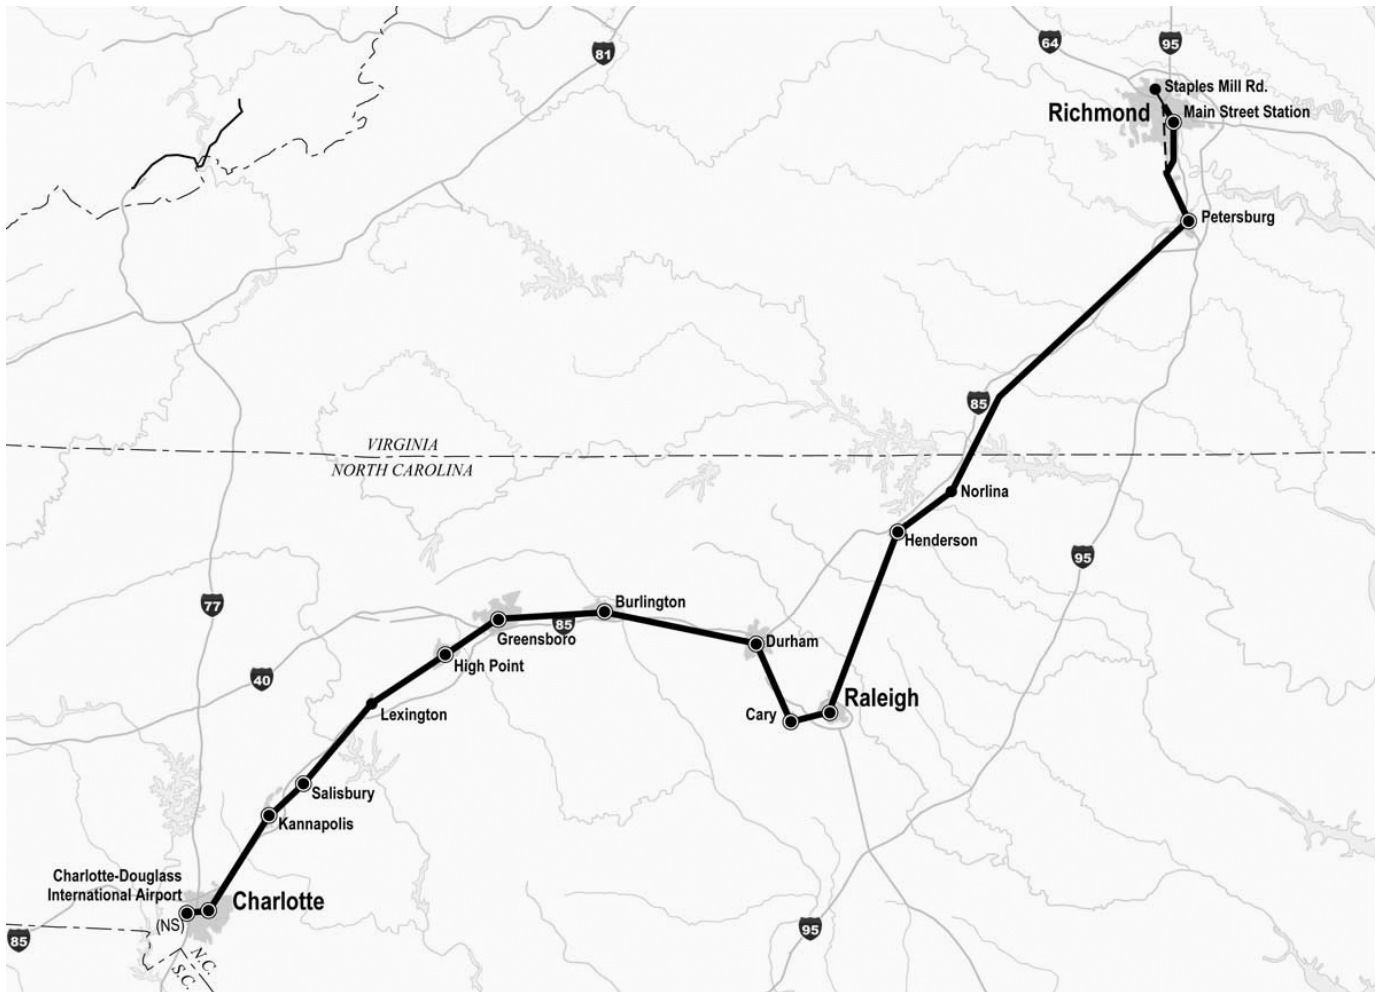 64
95
81
Staples Mill Rd.
Richmond
Main Street Station
Petersburg
85
VIRGINIA
NORTH CAROLINA
Norlina
Henderson
95
77
Burlington
85
Greensboro
Durham
High Point
40
Raleigh
Cary
Lexington
Salisbury
Kannapolis
Charlotte-Douglass
International Airport
Charlotte
(NS)
85
95
N.C.
S.C.